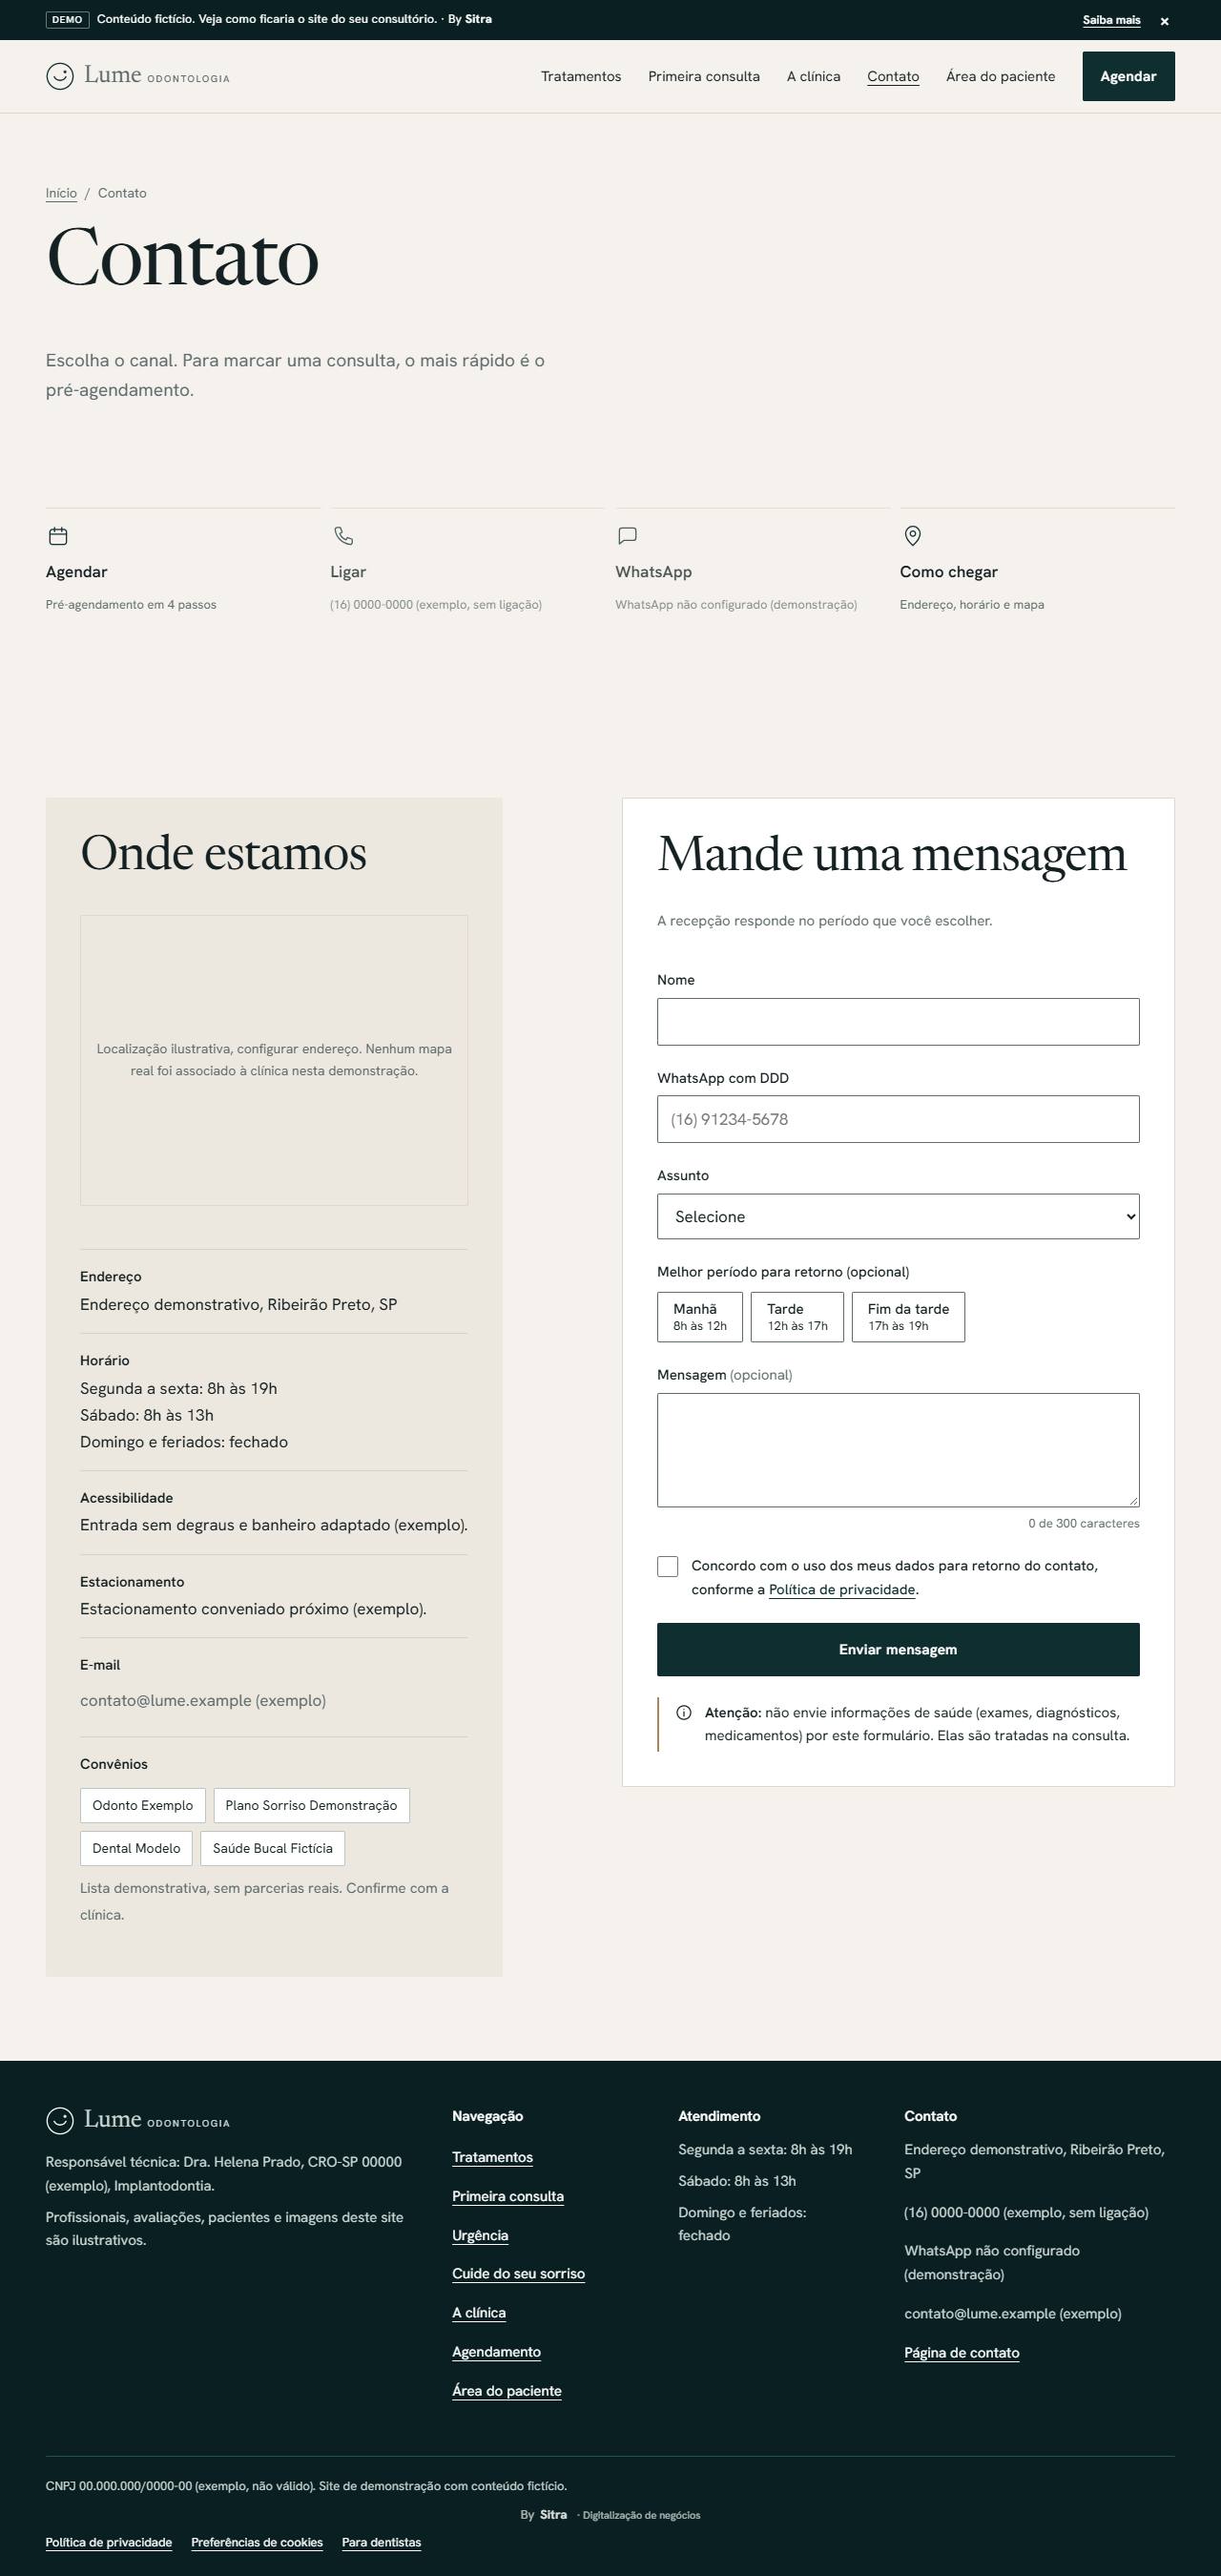 DEMO Conteúdo fictício. Veja como ficaria o site do seu consultório. · By Sitra
Saiba mais ×
Lume ODONTOLOGIA
Tratamentos Primeira consulta A clínica Contato Área do paciente Agendar
Início / Contato
Contato
Escolha o canal. Para marcar uma consulta, o mais rápido é o
pré-agendamento.
Agendar
Pré-agendamento em 4 passos
Ligar
(16) 0000-0000 (exemplo, sem ligação)
WhatsApp
WhatsApp não configurado (demonstração)
Como chegar
Endereço, horário e mapa
Onde estamos
Localização ilustrativa, configurar endereço. Nenhum mapa
real foi associado à clínica nesta demonstração.
Endereço
Endereço demonstrativo, Ribeirão Preto, SP
Horário
Segunda a sexta: 8h às 19h
Sábado: 8h às 13h
Domingo e feriados: fechado
Acessibilidade
Entrada sem degraus e banheiro adaptado (exemplo).
Estacionamento
Estacionamento conveniado próximo (exemplo).
E-mail
contato@lume.example (exemplo)
Convênios
Odonto Exemplo
Plano Sorriso Demonstração
Dental Modelo
Saúde Bucal Fictícia
Lista demonstrativa, sem parcerias reais. Confirme com a
clínica.
Mande uma mensagem
A recepção responde no período que você escolher.
Nome
WhatsApp com DDD
(16) 91234-5678
Assunto
Selecione
Melhor período para retorno (opcional)
Manhã
8h às 12h
Tarde
12h às 17h
Fim da tarde
17h às 19h
Mensagem (opcional)
0 de 300 caracteres
Concordo com o uso dos meus dados para retorno do contato,
conforme a Política de privacidade.
Enviar mensagem
Atenção: não envie informações de saúde (exames, diagnósticos,
medicamentos) por este formulário. Elas são tratadas na consulta.
Lume ODONTOLOGIA
Responsável técnica: Dra. Helena Prado, CRO-SP 00000
(exemplo), Implantodontia.
Profissionais, avaliações, pacientes e imagens deste site
são ilustrativos.
Navegação
Tratamentos
Primeira consulta
Urgência
Cuide do seu sorriso
A clínica
Agendamento
Área do paciente
Atendimento
Segunda a sexta: 8h às 19h
Sábado: 8h às 13h
Domingo e feriados:
fechado
Contato
Endereço demonstrativo, Ribeirão Preto,
SP
(16) 0000-0000 (exemplo, sem ligação)
WhatsApp não configurado
(demonstração)
contato@lume.example (exemplo)
Página de contato
CNPJ 00.000.000/0000-00 (exemplo, não válido). Site de demonstração com conteúdo fictício.
By Sitra · Digitalização de negócios
Política de privacidade Preferências de cookies Para dentistas